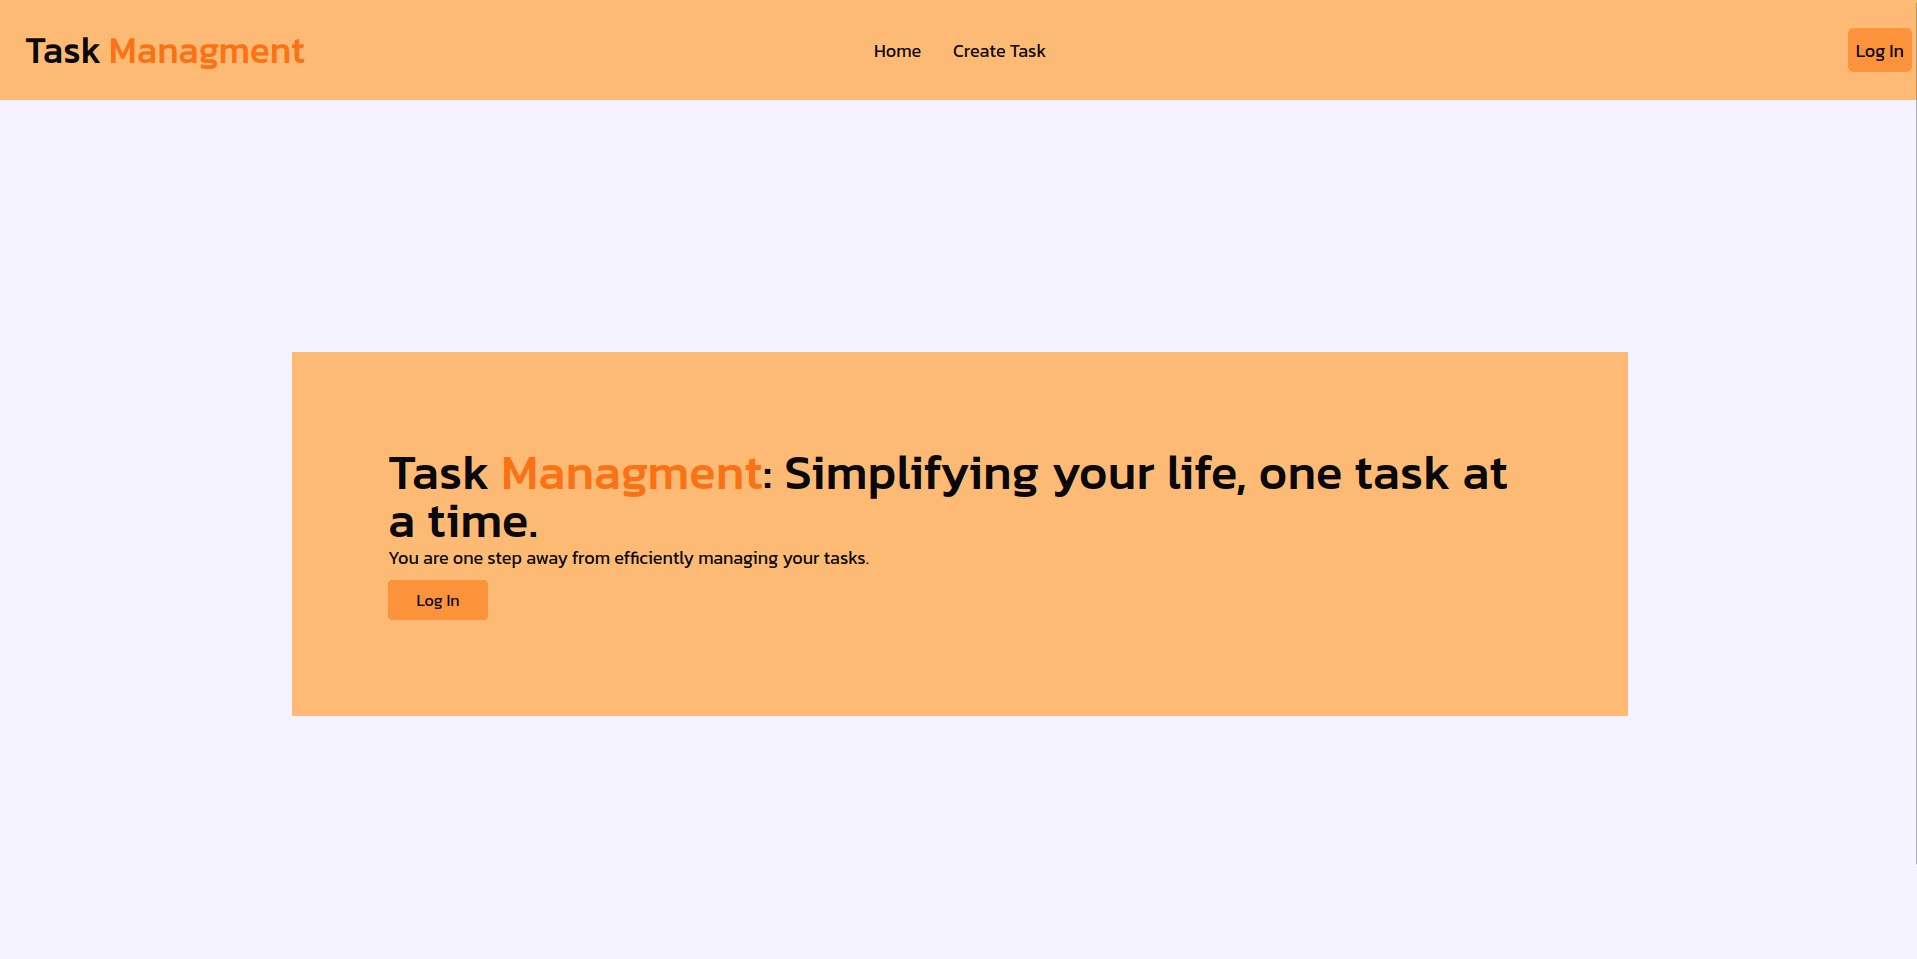 Task Managment
Home
Create Task
Log In
Task Managment: Simplifying your life, one task at
a time.
You are one step away from efficiently managing your tasks.
Log In